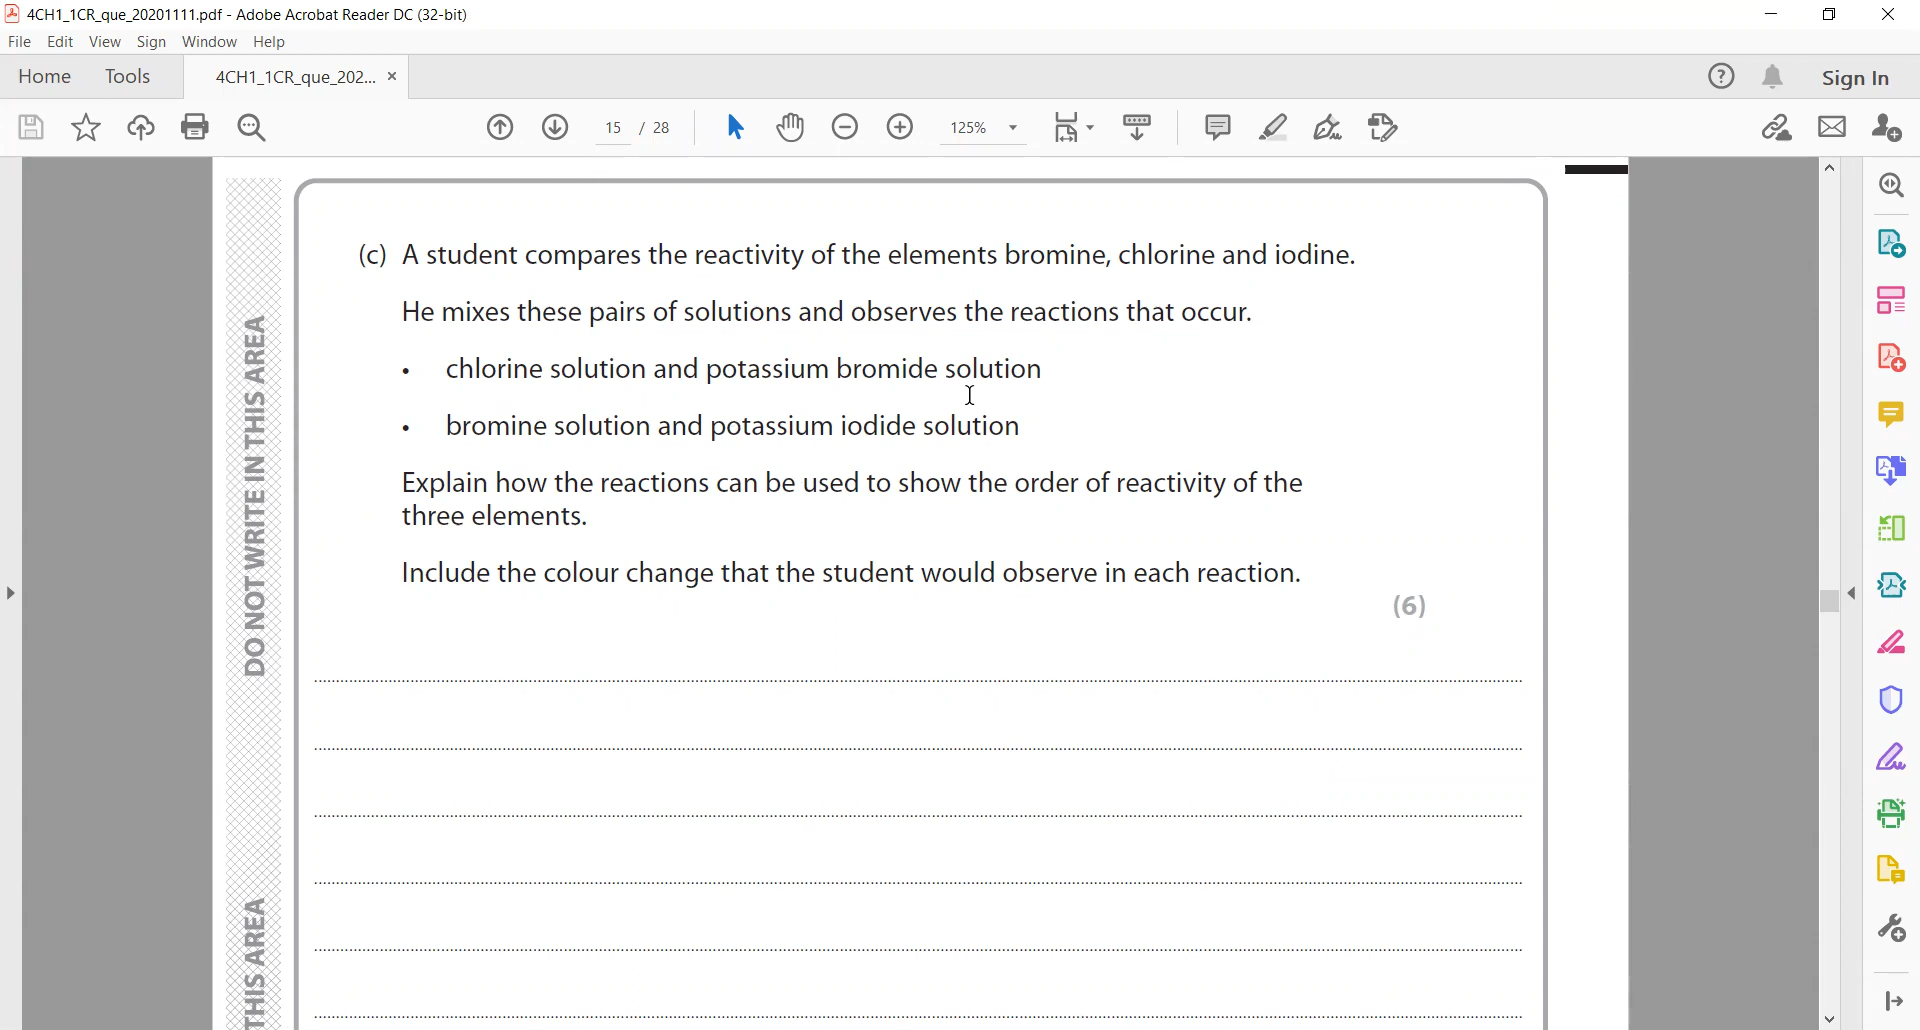 4CH1_1CR_que_20201111.pdf - Adobe Acrobat Reader DC (32-bit)
File Edit View Sign Window Help
Home Tools 4CH1_1CR_que_202... × Sign In
15 / 28 125%
(c) A student compares the reactivity of the elements bromine, chlorine and iodine.
He mixes these pairs of solutions and observes the reactions that occur.
• chlorine solution and potassium bromide solution
• bromine solution and potassium iodide solution
Explain how the reactions can be used to show the order of reactivity of the
three elements.
Include the colour change that the student would observe in each reaction.
(6)
DO NOT WRITE IN THIS AREA
THIS AREA